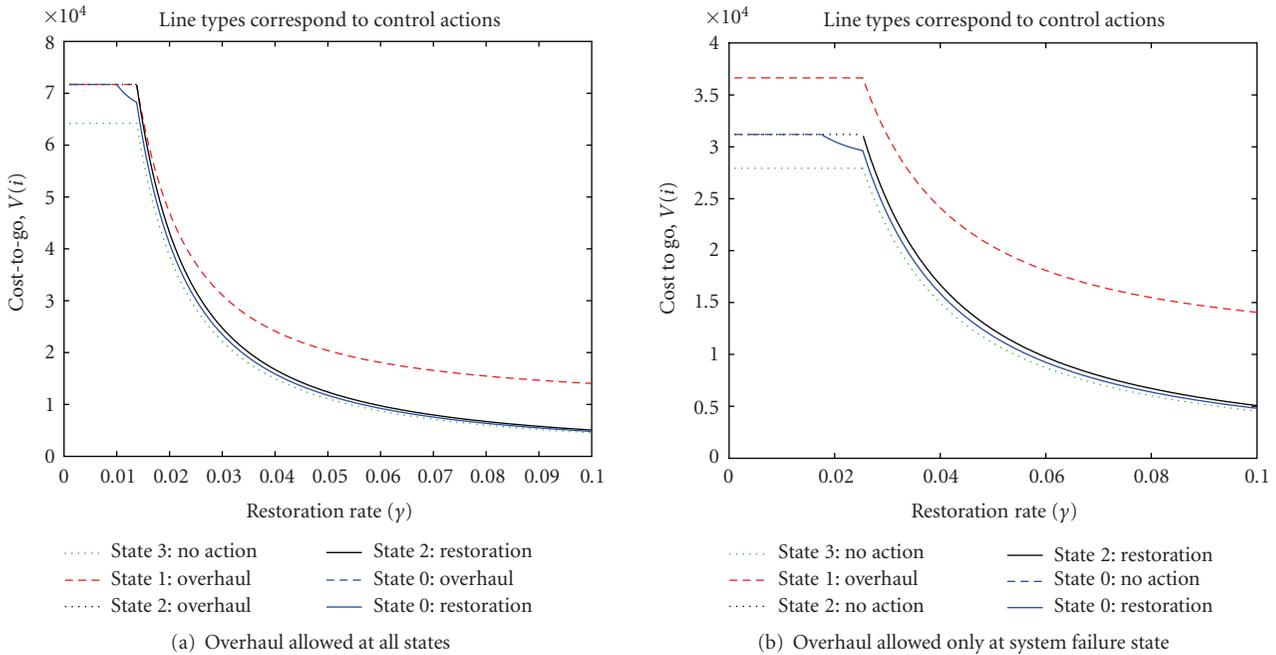 ×10⁴
Line types correspond to control actions
8
7
6
5
4
3
2
1
0
Cost-to-go, V(i)
0 0.01 0.02 0.03 0.04 0.05 0.06 0.07 0.08 0.09 0.1
Restoration rate (γ)
State 3: no action
State 1: overhaul
State 2: overhaul
State 2: restoration
State 0: overhaul
State 0: restoration
(a) Overhaul allowed at all states
×10⁴
Line types correspond to control actions
4
3.5
3
2.5
2
1.5
1
0.5
0
Cost to go, V(i)
0 0.02 0.04 0.06 0.08 0.1
Restoration rate (γ)
State 3: no action
State 1: overhaul
State 2: no action
State 2: restoration
State 0: no action
State 0: restoration
(b) Overhaul allowed only at system failure state